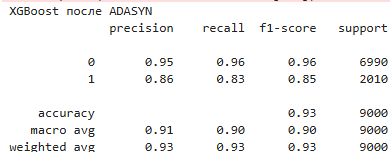 XGBoost после ADASYN
precision recall f1-score support
0 0.95 0.96 0.96 6990
1 0.86 0.83 0.85 2010
accuracy 0.93 9000
macro avg 0.91 0.90 0.90 9000
weighted avg 0.93 0.93 0.93 9000